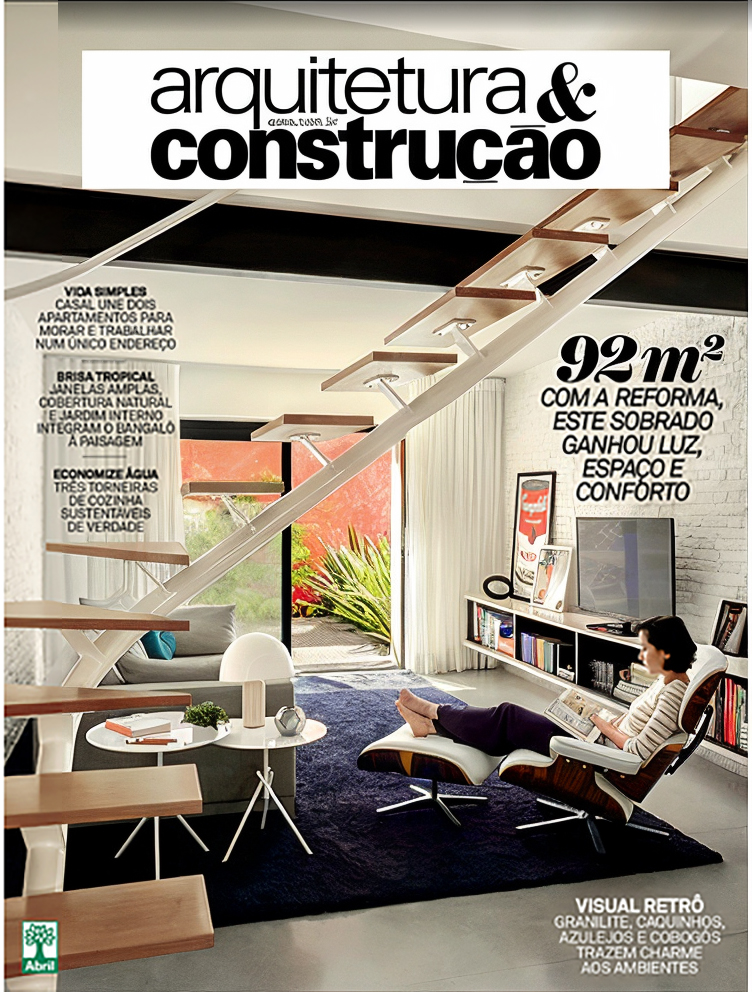 arquitetura &
construção
VIDA SIMPLES
CASAL UNE DOIS
APARTAMENTOS PARA
MORAR E TRABALHAR
NUM ÚNICO ENDEREÇO
BRISA TROPICAL
JANELAS AMPLAS,
COBERTURA NATURAL
E JARDIM INTERNO
INTEGRAM O BANGALÔ
À PAISAGEM
ECONOMIZE ÁGUA
TRÊS TORNEIRAS
DE COZINHA
SUSTENTÁVEIS
DE VERDADE
92 m²
COM A REFORMA,
ESTE SOBRADO
GANHOU LUZ,
ESPAÇO E
CONFORTO
VISUAL RETRÔ
GRANILITE, CAQUINHOS,
AZULEJOS E COBOGÓS
TRAZEM CHARME
AOS AMBIENTES
Abril